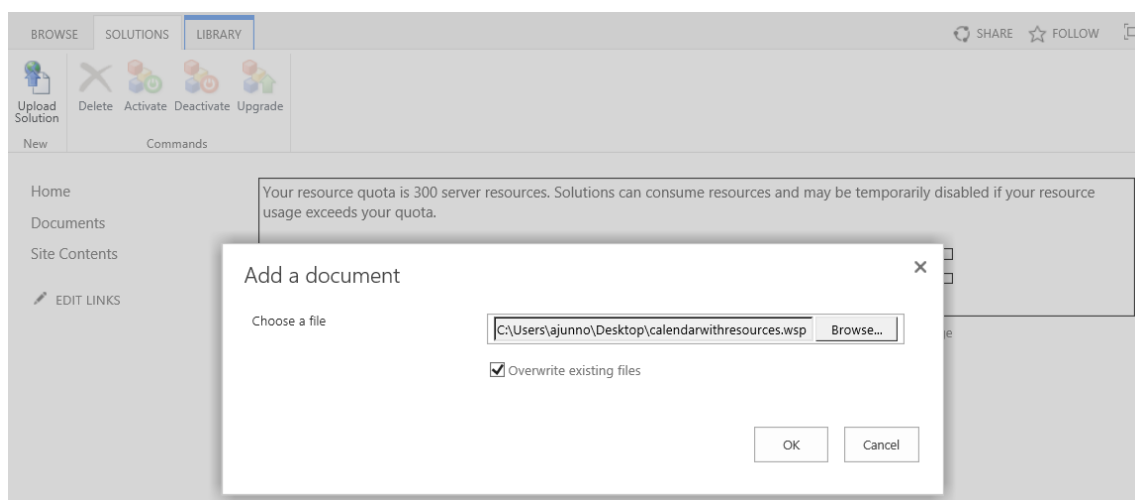 BROWSE SOLUTIONS LIBRARY SHARE FOLLOW
Upload Solution Delete Activate Deactivate Upgrade
New Commands
Home
Documents
Site Contents
EDIT LINKS
Your resource quota is 300 server resources. Solutions can consume resources and may be temporarily disabled if your resource
usage exceeds your quota.
Add a document
Choose a file
C:\Users\ajunno\Desktop\calendarwithresources.wsp Browse...
Overwrite existing files
OK Cancel